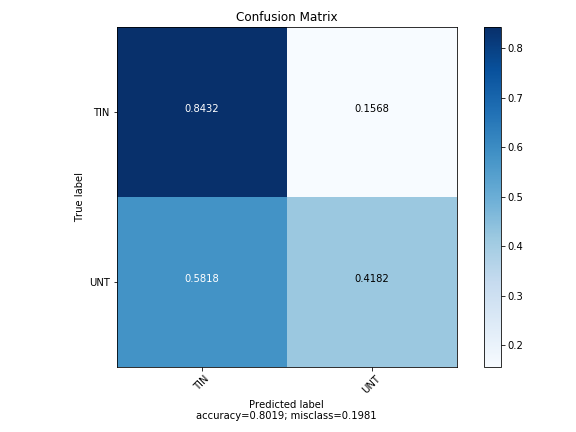 Confusion Matrix
TIN
0.8432
0.1568
0.8
0.7
0.6
0.5
0.4
0.3
0.2
True label
UNT
0.5818
0.4182
TIN
UNT
Predicted label
accuracy=0.8019; misclass=0.1981